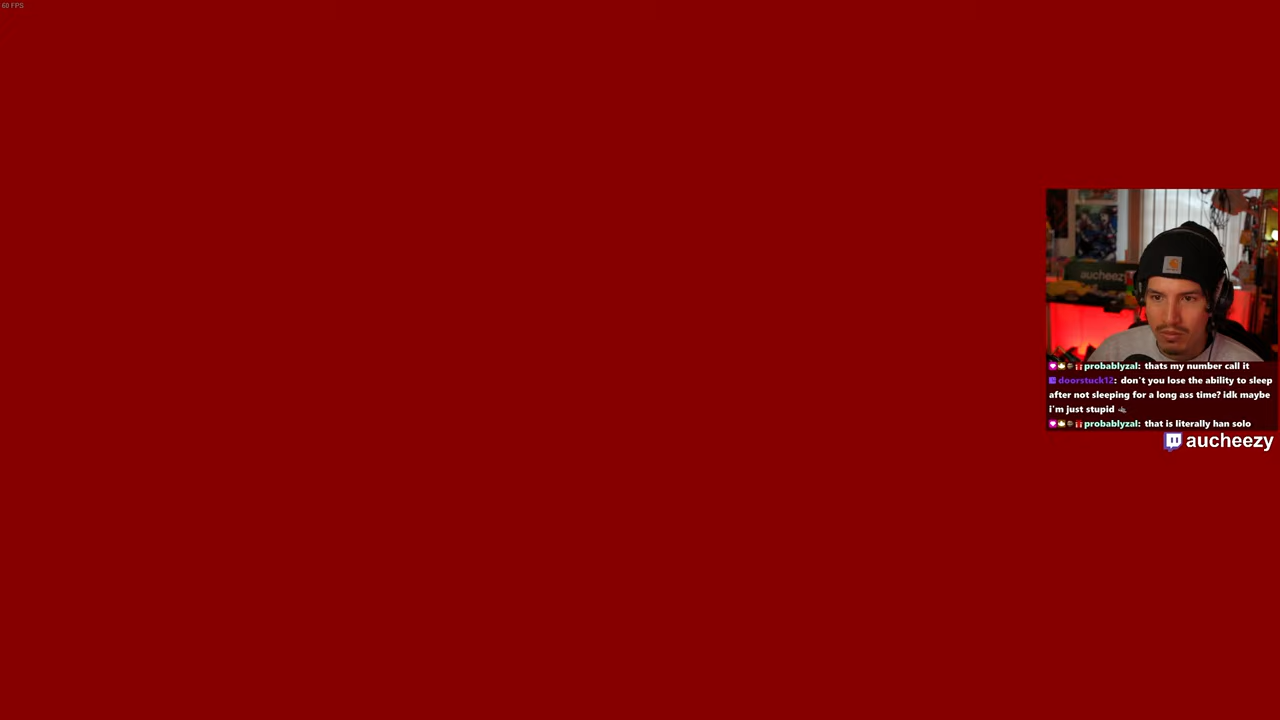 60 FPS
aucheezy
probablyzal: thats my number call it
doorstuck12: don't you lose the ability to sleep
after not sleeping for a long ass time? idk maybe
i'm just stupid
probablyzal: that is literally han solo
aucheezy